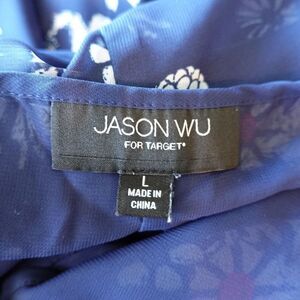 JASON WU
FOR TARGET®
L
MADE IN
CHINA